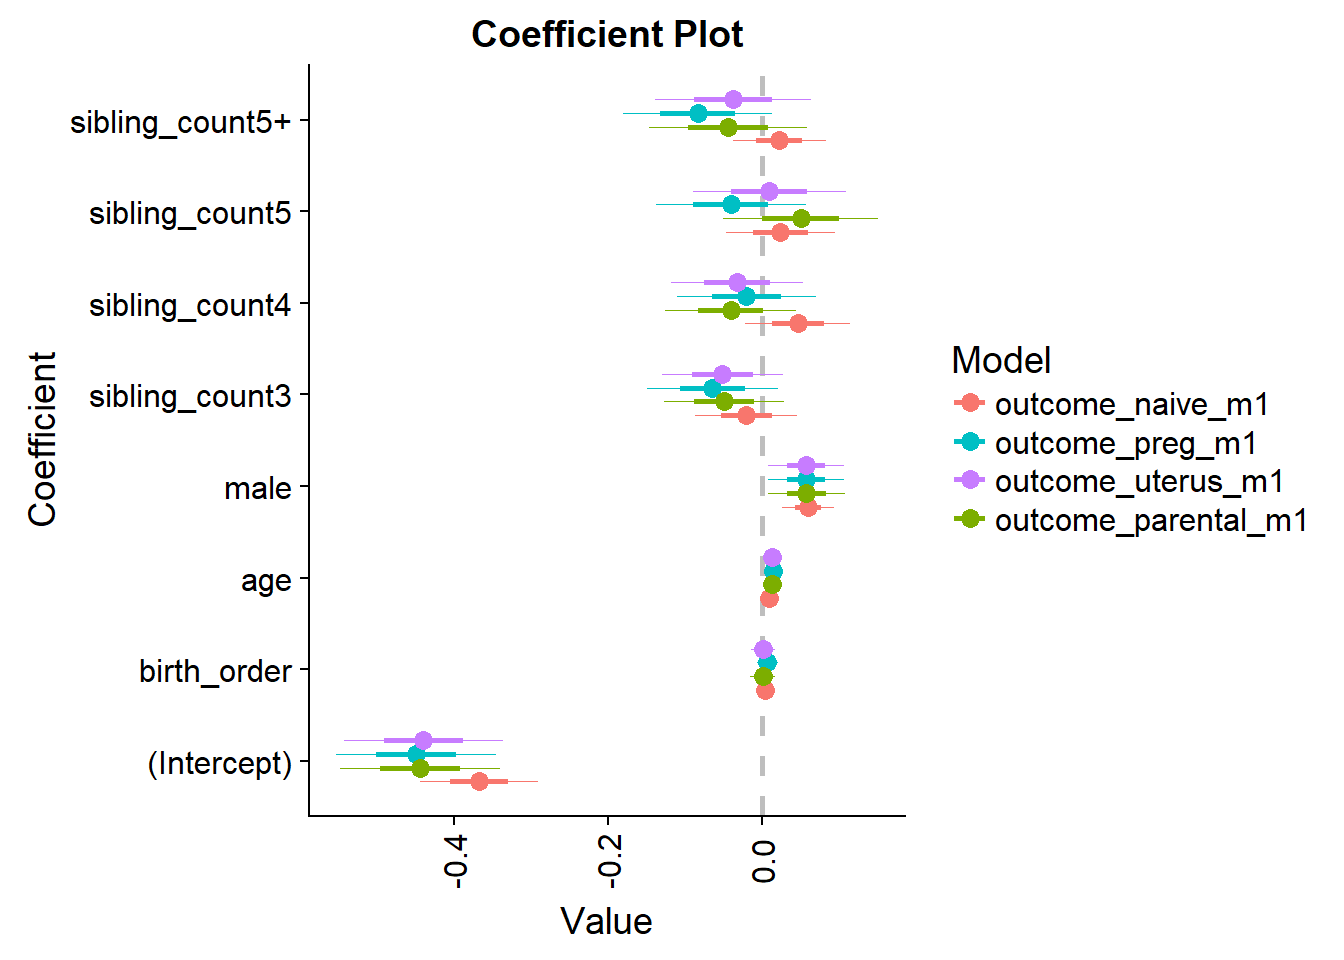 Coefficient Plot
sibling_count5+
sibling_count5
sibling_count4
sibling_count3
male
age
birth_order
(Intercept)
Coefficient
-0.4
-0.2
0.0
Value
Model
outcome_naive_m1
outcome_preg_m1
outcome_uterus_m1
outcome_parental_m1